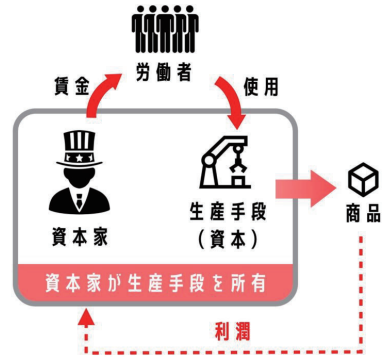 労働者
賃金
使用
資本家
生産手段
(資本)
商品
資本家が生産手段を所有
利潤